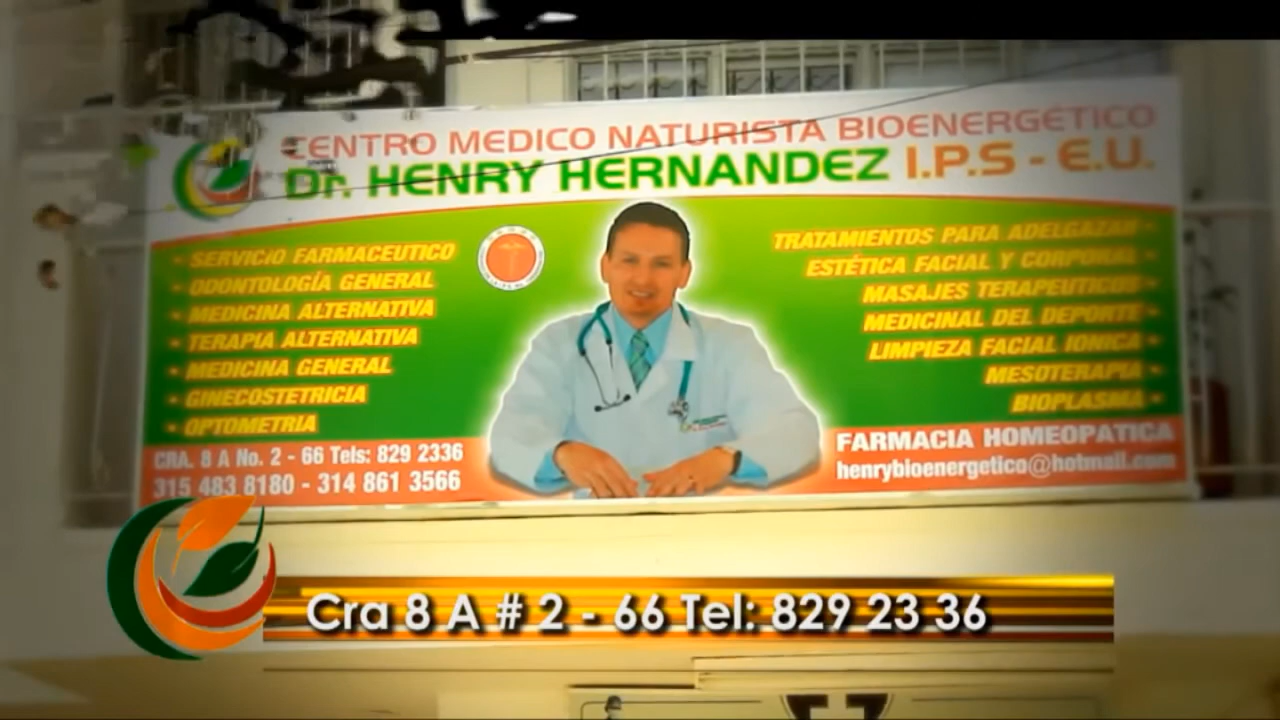 CENTRO MEDICO NATURISTA BIOENERGÉTICO
Dr. HENRY HERNANDEZ I.P.S - E.U.
• SERVICIO FARMACEUTICO
• ODONTOLOGÍA GENERAL
• MEDICINA ALTERNATIVA
• TERAPIA ALTERNATIVA
• MEDICINA GENERAL
• GINECOSTETRICIA
• OPTOMETRIA
TRATAMIENTOS PARA ADELGAZAR •
ESTÉTICA FACIAL Y CORPORAL •
MASAJES TERAPEUTICOS •
MEDICINAL DEL DEPORTE •
LIMPIEZA FACIAL IONICA •
MESOTERAPIA •
BIOPLASMA •
CRA. 8 A No. 2 - 66 Tels: 829 2336
315 483 8180 - 314 861 3566
FARMACIA HOMEOPATICA
henrybioenergetico@hotmail.com
Cra 8 A # 2 - 66 Tel: 829 23 36